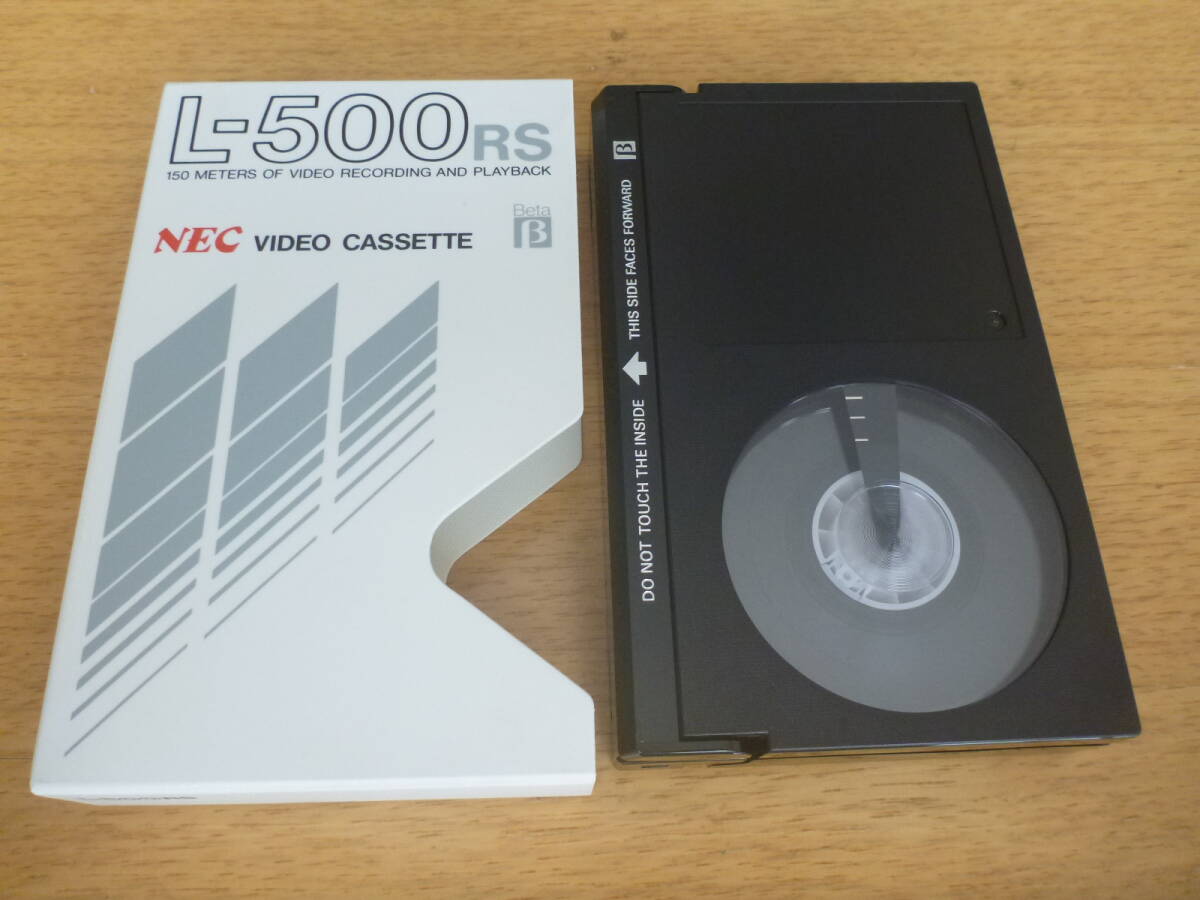 L-500RS
150 METERS OF VIDEO RECORDING AND PLAYBACK
Beta
β
NEC VIDEO CASSETTE
L-500RS
DO NOT TOUCH THE INSIDE
THIS SIDE FACES FORWARD
β